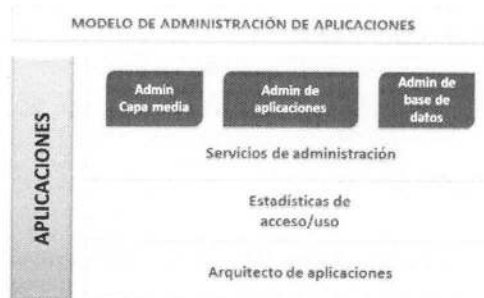 MODELO DE ADMINISTRACIÓN DE APLICACIONES
APLICACIONES
Admin
Capa media
Admin de
aplicaciones
Admin de
base de
datos
Servicios de administración
Estadísticas de
acceso/uso
Arquitecto de aplicaciones